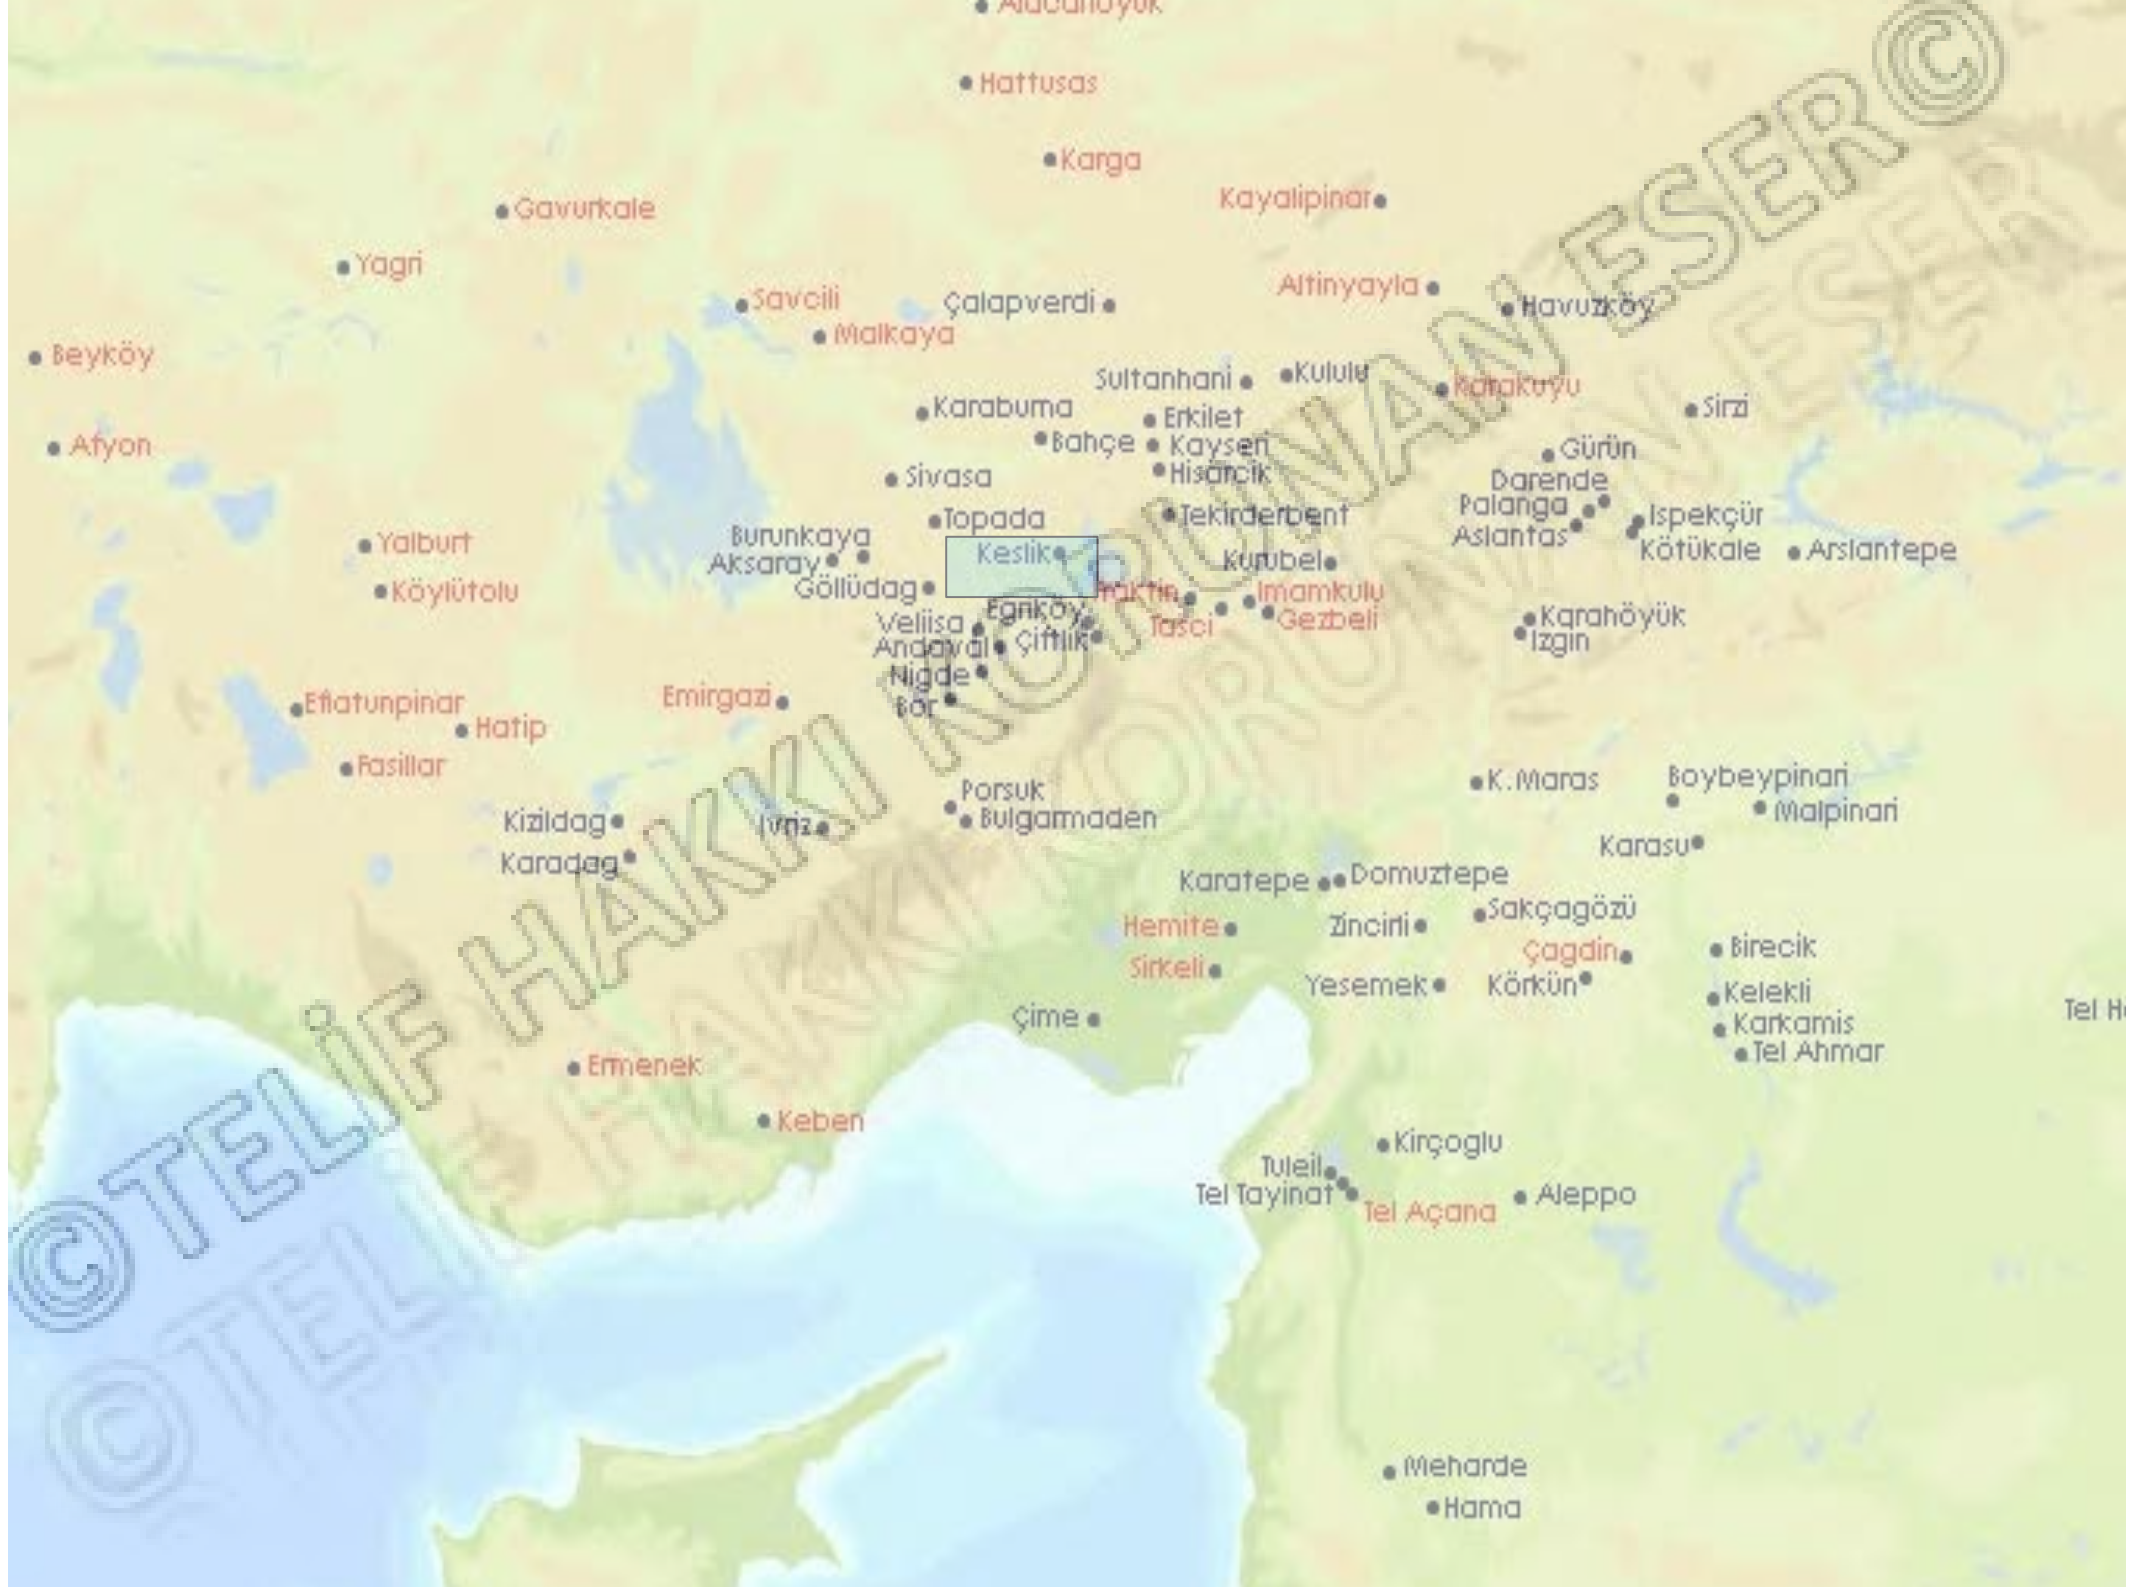 Alacahöyük
Hattusas
Karga
Kayalipinar
Gavurkale
Yagri
Altinyayla
Savcili
Çalapverdi
Havuzköy
Malkaya
Beyköy
Sultanhani
Kululu
Karakuyu
Karaburna
Sirzi
Erkilet
Bahçe
Kayseri
Afyon
Gürün
Hisarcik
Sivasa
Darende
Palanga
Topada
Tekirderbent
Ispekçür
Burunkaya
Aslantas
Yalburt
Keslik
Kötükale
Arslantepe
Aksaray
Kurubel
Göllüdag
Köylütolu
Imamkulu
Egriköy
Karahöyük
Veliisa
Tasci
Gezbeli
Andaval
Çiftlik
Izgin
Nigde
Eflatunpinar
Emirgazi
Bor
Hatip
Fasillar
K.Maras
Boybeypinari
Porsuk
Malpinari
Kizildag
Ivriz
Bulgarmaden
Karasu
Karadag
Karatepe
Domuztepe
Sakçagözü
Hemite
Zincirli
Çagdin
Birecik
Sirkeli
Yesemek
Körkün
Kelekli
Tel H
Çime
Karkamis
Tel Ahmar
Ermenek
Keben
Kirçoglu
Tuleil
Tel Tayinat
Aleppo
Tel Açana
Meharde
Hama
©TELİF HAKKI KORUNAN ESER©